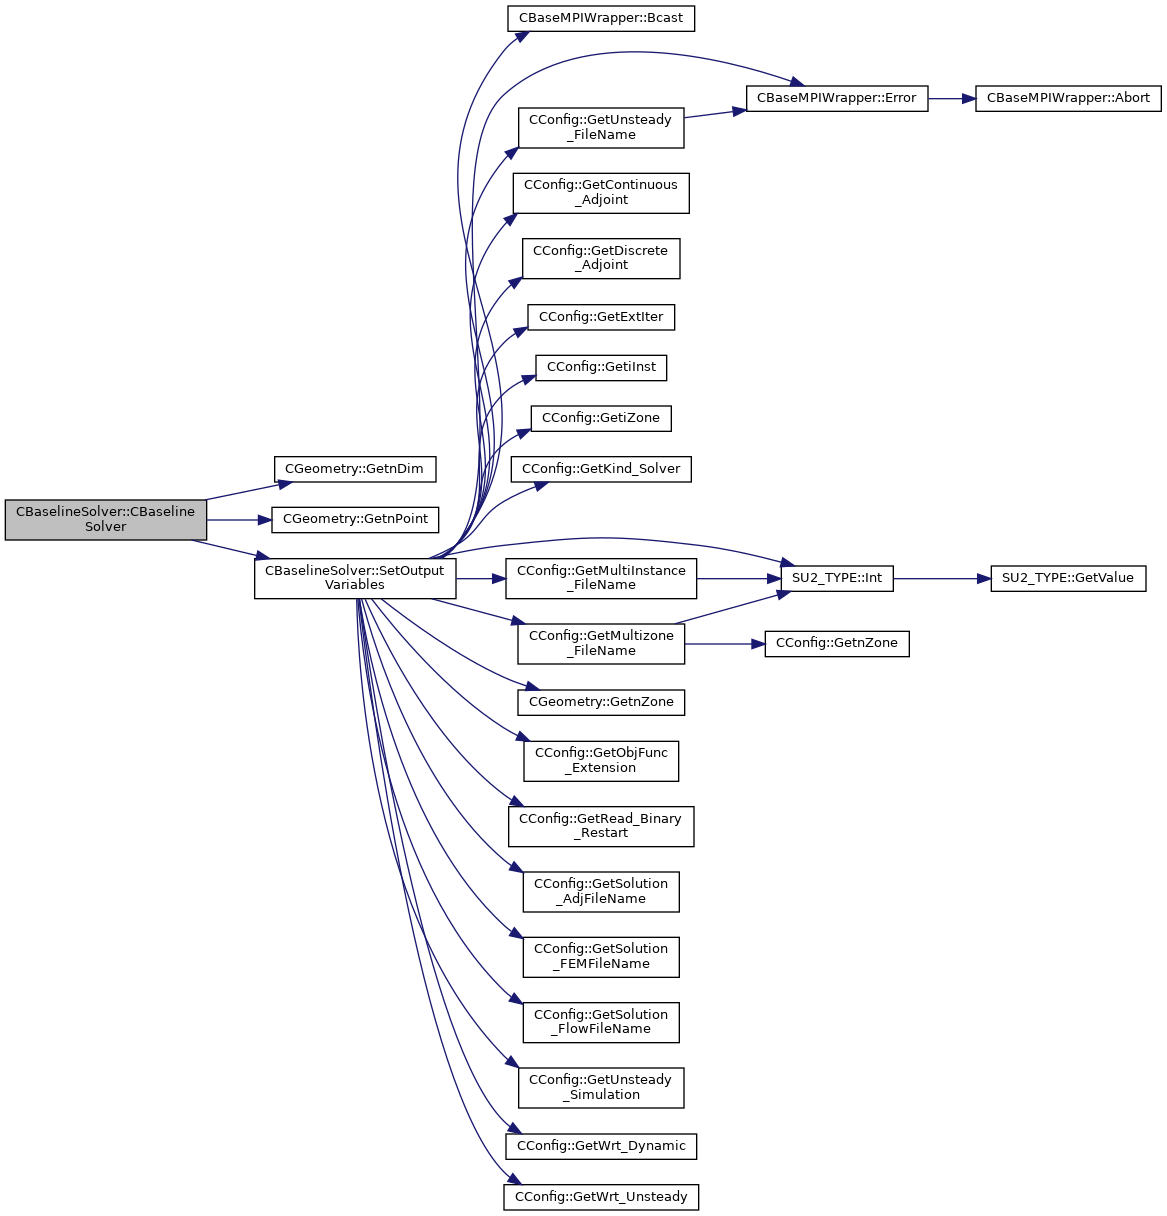 CBaseMPIWrapper::Bcast
CBaseMPIWrapper::Error
CBaseMPIWrapper::Abort
CConfig::GetUnsteady
_FileName
CConfig::GetContinuous
_Adjoint
CConfig::GetDiscrete
_Adjoint
CConfig::GetExtIter
CConfig::GetiInst
CConfig::GetiZone
CGeometry::GetnDim
CConfig::GetKind_Solver
CBaselineSolver::CBaseline
Solver
CGeometry::GetnPoint
CBaselineSolver::SetOutput
Variables
CConfig::GetMultiInstance
_FileName
SU2_TYPE::Int
SU2_TYPE::GetValue
CConfig::GetMultizone
_FileName
CConfig::GetnZone
CGeometry::GetnZone
CConfig::GetObjFunc
_Extension
CConfig::GetRead_Binary
_Restart
CConfig::GetSolution
_AdjFileName
CConfig::GetSolution
_FEMFileName
CConfig::GetSolution
_FlowFileName
CConfig::GetUnsteady
_Simulation
CConfig::GetWrt_Dynamic
CConfig::GetWrt_Unsteady